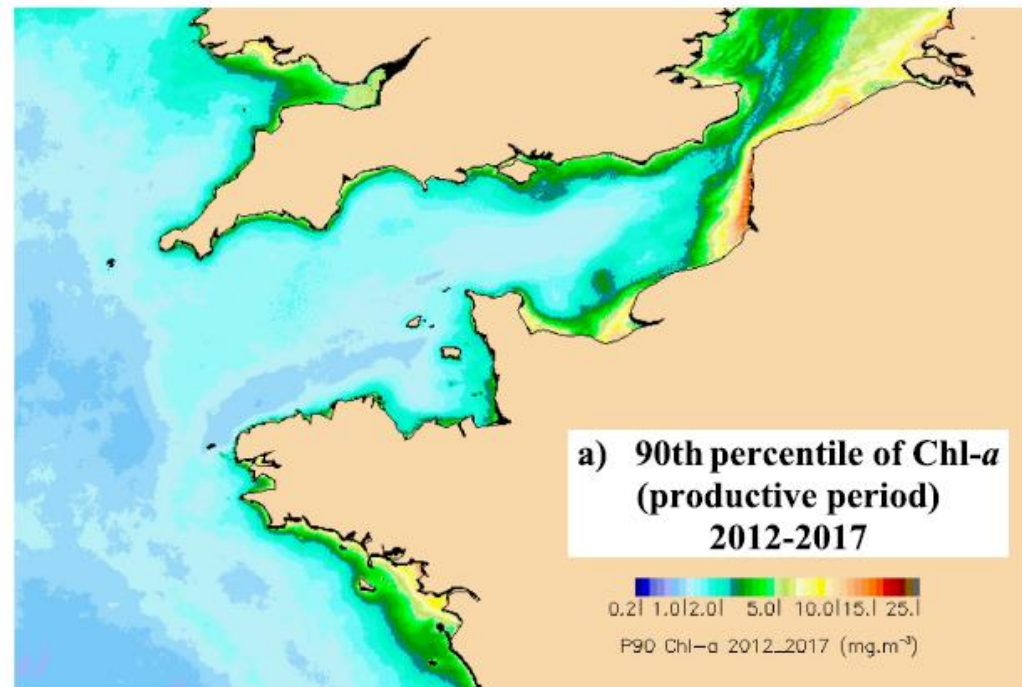 a) 90th percentile of Chl-a
(productive period)
2012-2017
0.2| 1.0|2.0| 5.0| 10.0|15.| 25.|
P90 Chl-a 2012_2017 (mg.m⁻³)